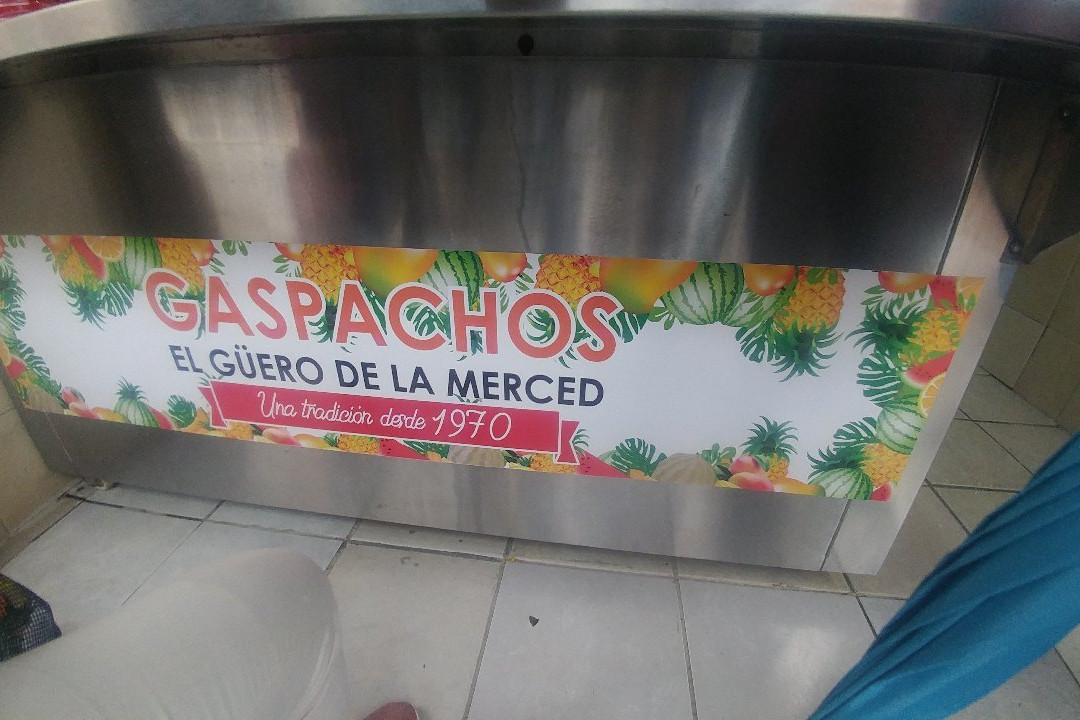 GASPACHOS
EL GÜERO DE LA MERCED
Una tradición desde 1970